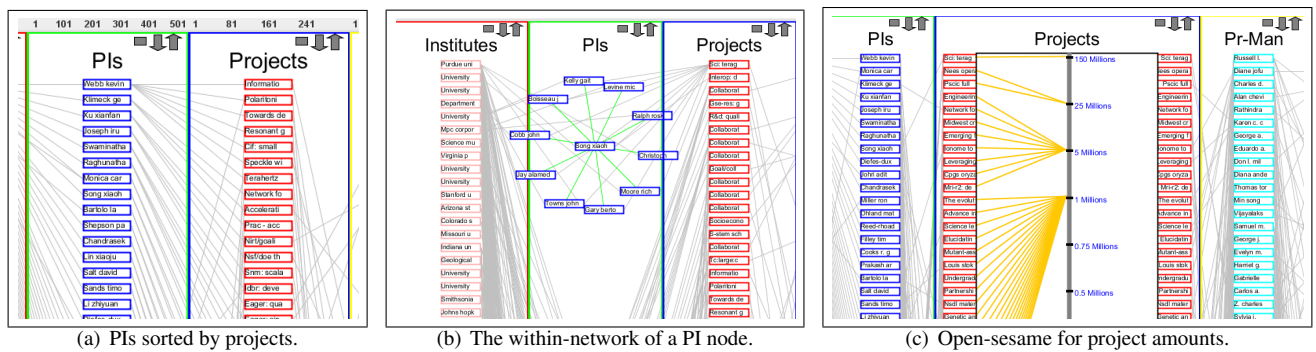 1 101 201 301 401 501
1 81 161 241
1
PIs
Webb kevin
Klimeck ge
Xu xianfan
Joseph iru
Swaminatha
Raghunatha
Monica car
Song xiaoh
Bartolo la
Shepson pa
Chandrasek
Lin xiaoju
Salt david
Sands timo
Li zhiyuan
Projects
Informatio
Polaritoni
Towards de
Resonant g
Cif: small
Speckle wi
Terahertz
Network fo
Accelerati
Prac - acc
Nirt/goali
Nsf/doe th
Snm: scala
Idbr: deve
Eager: qua
(a) PIs sorted by projects.
Institutes
Purdue uni
University
University
Department
University
Mpc corpor
Science mu
Virginia p
University
University
Stanford u
Arizona st
Colorado s
Missouri u
Indiana un
Geological
University
Smithsonia
Johns hopk
PIs
Kelly gait
Levine mic
Boisseau j
Ralph rosk
Cobb john
Song xiaoh
Christoph
Jay alamed
Moore rich
Towns john
Gary berto
Projects
Sci: terag
Interop: d
Collaborat
Gse-res: g
R&d: quali
Collaborat
Collaborat
Collaborat
Goali/coll
Collaborat
Collaborat
Collaborat
Socioecono
S-stem sch
Collaborat
Tc:large:c
Informatio
Polaritoni
Towards de
Resonant g
(b) The within-network of a PI node.
PIs
Webb kevin
Monica car
Klimeck ge
Xu xianfan
Joseph iru
Swaminatha
Raghunatha
Song xiaoh
Diefes-dux
John adit
Chandrasek
Miller ron
Ohland mat
Reed-rhoad
Filley tim
Cooks r. g
Prakash ar
Bartolo la
Salt david
Sands timo
Li zhiyuan
Projects
Sci: terag
Nees opera
Pscic full
Engineerin
Network fo
Midwest cr
Emerging f
Ionome to
Leveraging
Cpgs oryza
Mri-r2: de
The evolut
Advance in
Science le
Elucidatin
Mutant-ass
Louis stok
Undergradu
Partnershi
Nsdl mater
Genetic an
150 Millions
25 Millions
5 Millions
1 Millions
0.75 Millions
0.5 Millions
Pr-Man
Russell l.
Diane jofu
Charles d.
Alan chevi
Rathindra
Karen c. c
George a.
Eduardo a.
Don l. mil
Diana ande
Thomas tor
Min song
Vijayalaks
Samuel m.
George j.
Evelyn m.
Harriet g.
Gabrielle
Carlos a.
Z. charles
Sylvia i.
(c) Open-sesame for project amounts.